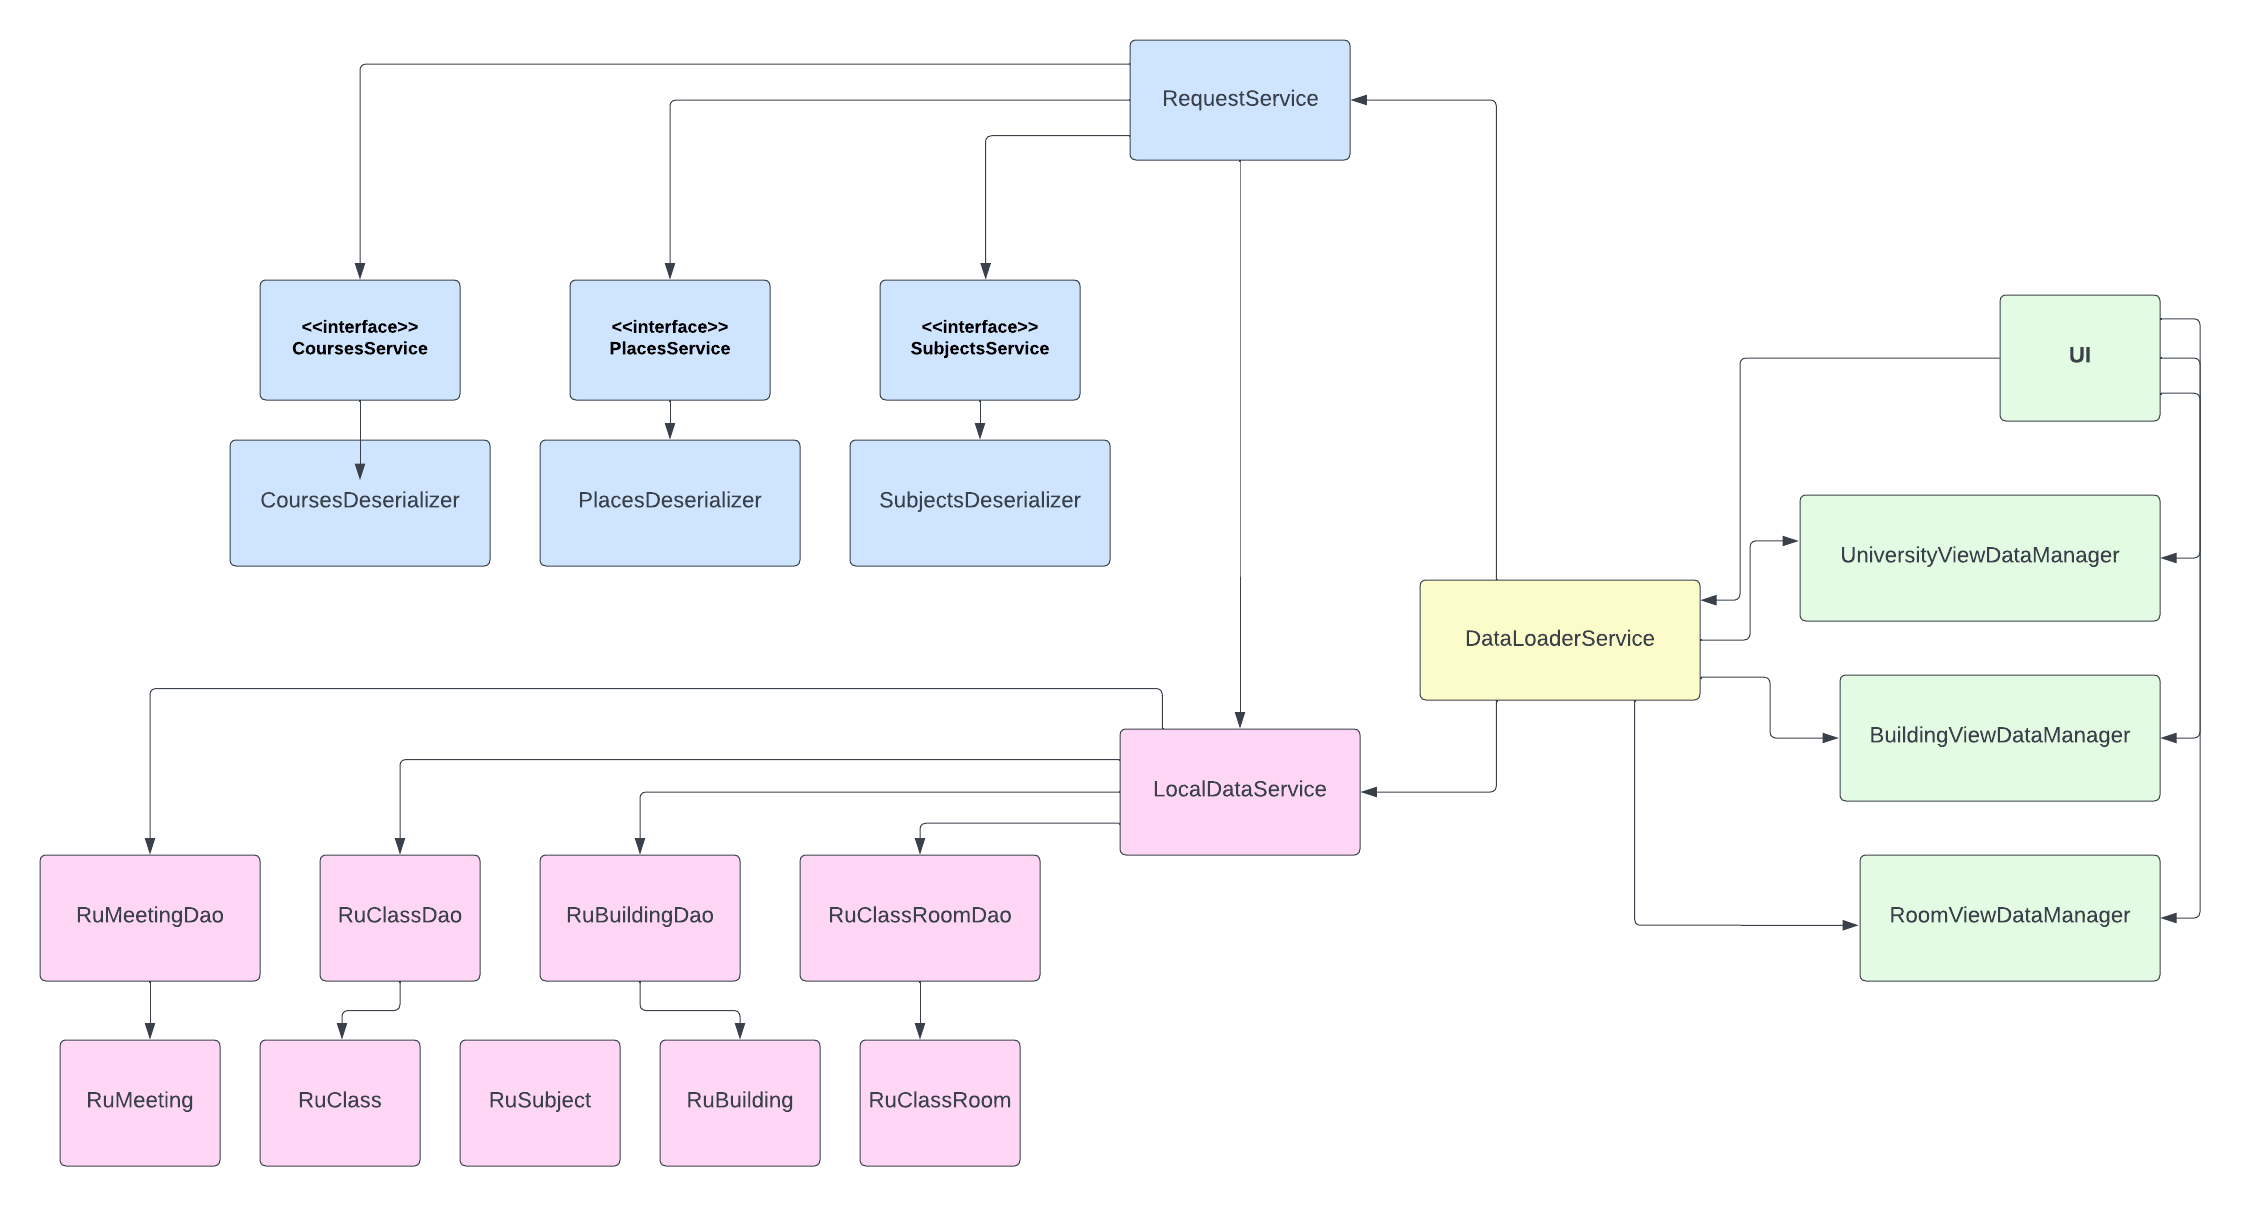 RequestService
<<interface>>
CoursesService
<<interface>>
PlacesService
<<interface>>
SubjectsService
UI
CoursesDeserializer
PlacesDeserializer
SubjectsDeserializer
UniversityViewDataManager
DataLoaderService
BuildingViewDataManager
LocalDataService
RuMeetingDao
RuClassDao
RuBuildingDao
RuClassRoomDao
RoomViewDataManager
RuMeeting
RuClass
RuSubject
RuBuilding
RuClassRoom